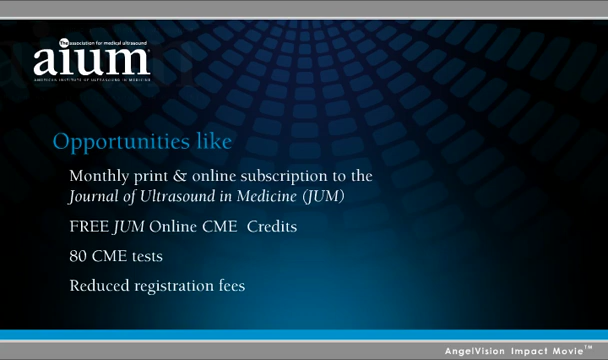 The association for medical ultrasound
aium
AMERICAN INSTITUTE OF ULTRASOUND IN MEDICINE
Opportunities like
Monthly print & online subscription to the
Journal of Ultrasound in Medicine (JUM)
FREE JUM Online CME Credits
80 CME tests
Reduced registration fees
AngelVision Impact Movie™